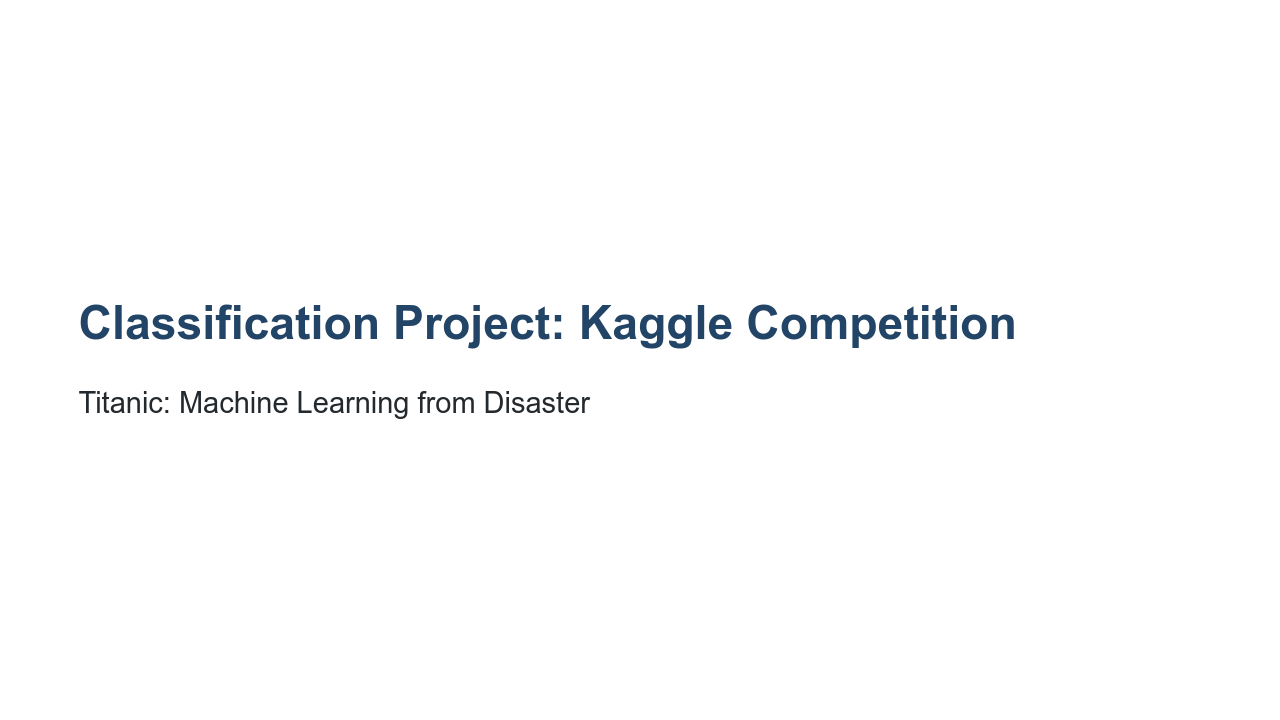 Classification Project: Kaggle Competition
Titanic: Machine Learning from Disaster